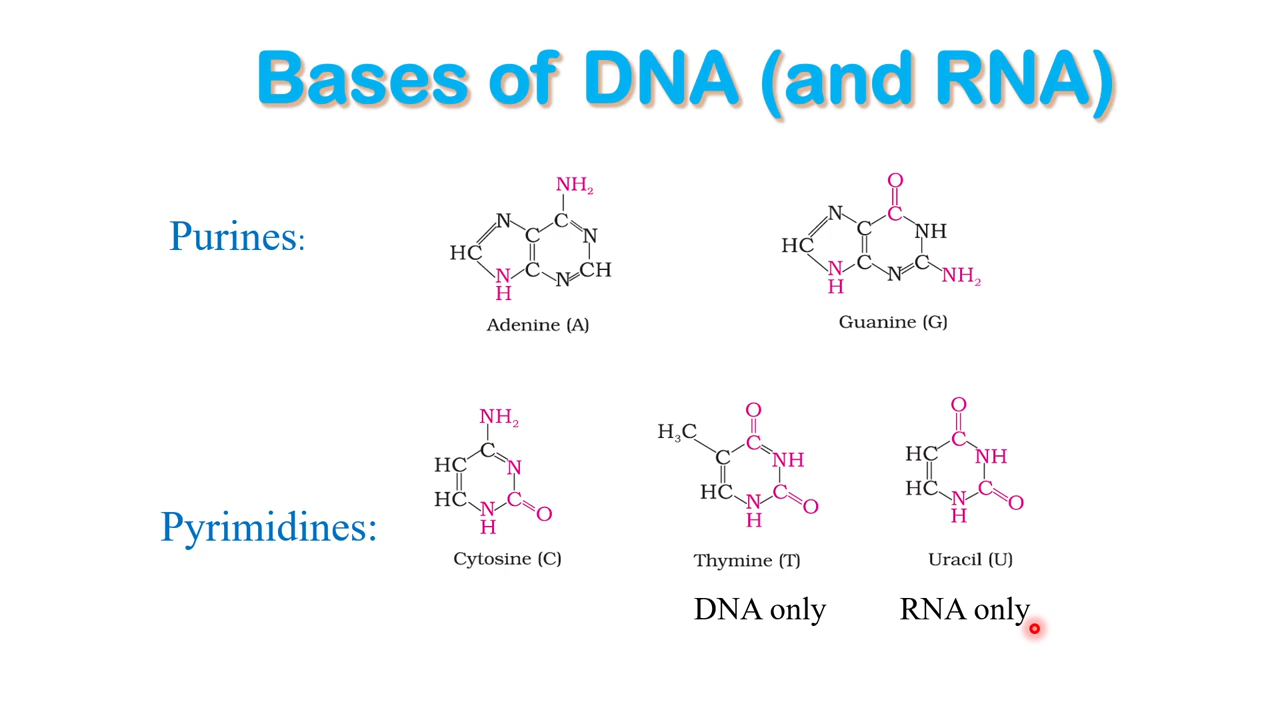 Bases of DNA (and RNA)
Purines:
NH₂
N
C
N
HC
C
C
N
H
N
CH
Adenine (A)
O
C
N
C
NH
HC
C
C
N
H
N
NH₂
Guanine (G)
Pyrimidines:
NH₂
C
HC
N
HC
C
N
H
O
Cytosine (C)
O
H₃C
C
C
NH
HC
C
N
H
O
Thymine (T)
DNA only
O
C
HC
NH
HC
C
N
H
O
Uracil (U)
RNA only